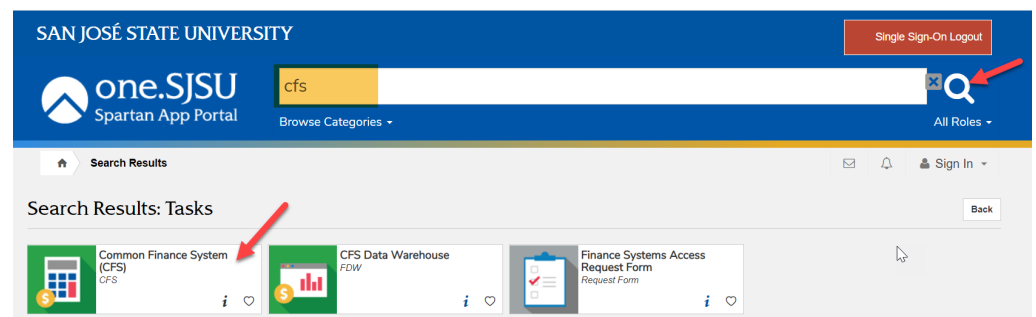 SAN JOSÉ STATE UNIVERSITY
Single Sign-On Logout
one.SJSU
Spartan App Portal
cfs
Browse Categories
All Roles
Search Results
Sign In
Search Results: Tasks
Back
Common Finance System
(CFS)
CFS
i
CFS Data Warehouse
FDW
i
Finance Systems Access
Request Form
Request Form
i